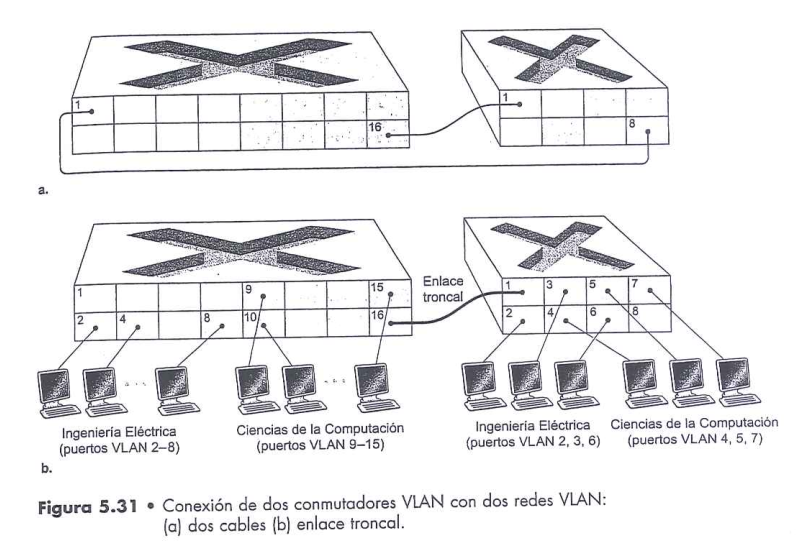 1
16
1
8
a.
1
9
15
2
4
8
10
16
Enlace
troncal
1
3
5
7
2
4
6
8
Ingeniería Eléctrica
(puertos VLAN 2–8)
Ciencias de la Computación
(puertos VLAN 9–15)
Ingeniería Eléctrica
(puertos VLAN 2, 3, 6)
Ciencias de la Computación
(puertos VLAN 4, 5, 7)
b.
Figura 5.31 • Conexión de dos conmutadores VLAN con dos redes VLAN:
(a) dos cables (b) enlace troncal.